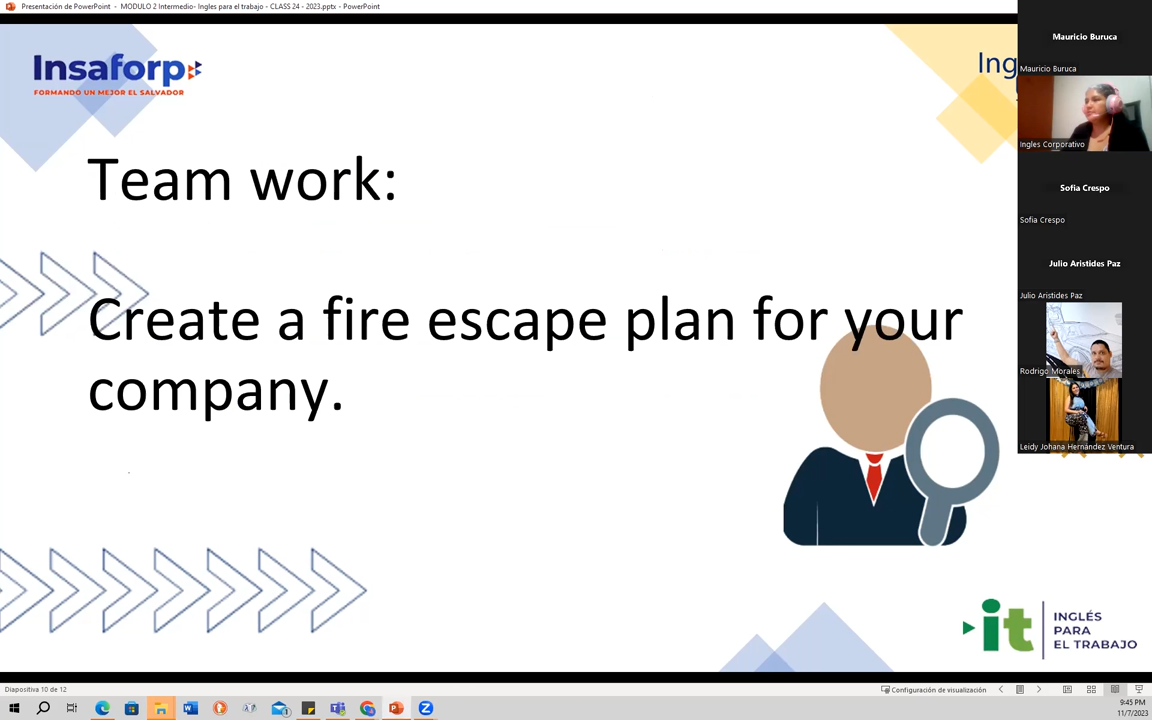 Presentación de PowerPoint - MODULO 2 Intermedio- Ingles para el trabajo - CLASS 24 - 2023.pptx - PowerPoint
Insaforp
FORMANDO UN MEJOR EL SALVADOR
Ing
Team work:
Create a fire escape plan for your
company.
Mauricio Buruca
Mauricio Buruca
Ingles Corporativo
Sofia Crespo
Sofia Crespo
Julio Aristides Paz
Julio Aristides Paz
Rodrigo Morales
Leidy Johana Hernández Ventura
it
INGLÉS
PARA
EL TRABAJO
Diapositiva 10 de 12
Configuración de visualización
9:45 PM
11/7/2023